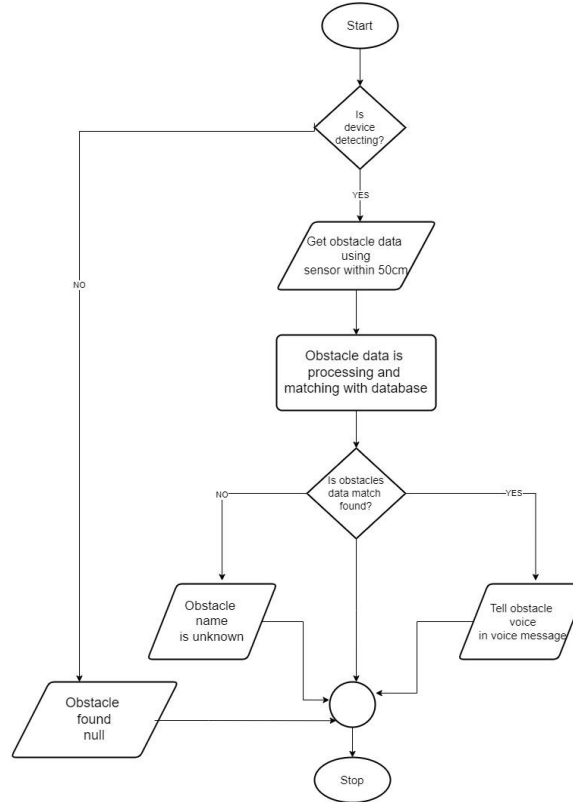 Start
Is
device
detecting?
YES
Get obstacle data
using
sensor within 50cm
NO
Obstacle data is
processing and
matching with database
Is obstacles
data match
found?
NO
YES
Obstacle
name
is unknown
Tell obstacle
voice
in voice message
Obstacle
found
null
Stop